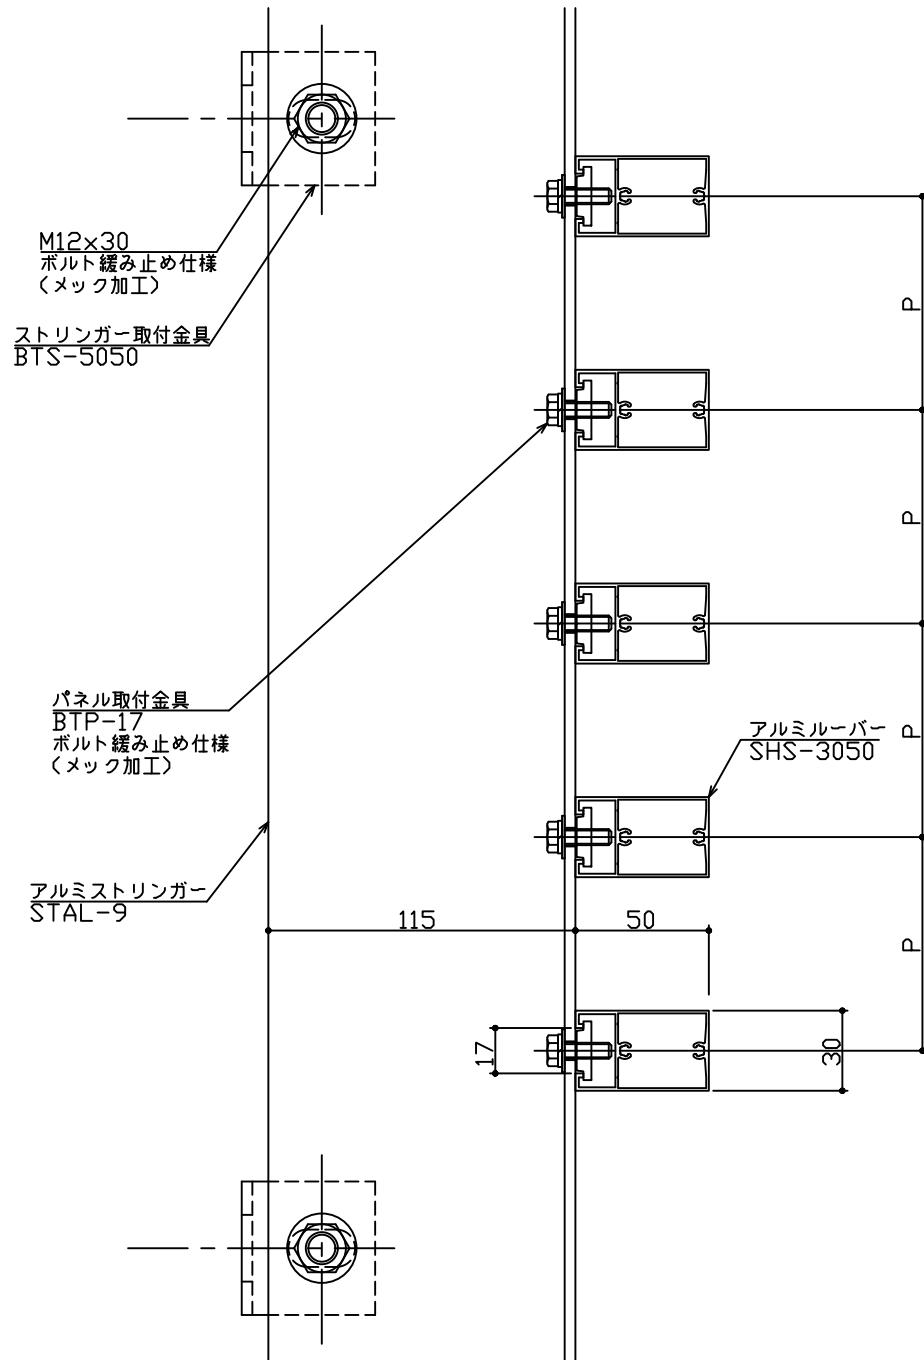 M12x30
ボルト緩み止め仕様
(メック加工)
ストリンガー取付金具
BTS-5050
P
P
パネル取付金具
BTP-17
ボルト緩み止め仕様
(メック加工)
アルミルーバー
SHS-3050
P
アルミストリンガー
STAL-9
115
50
P
17
30